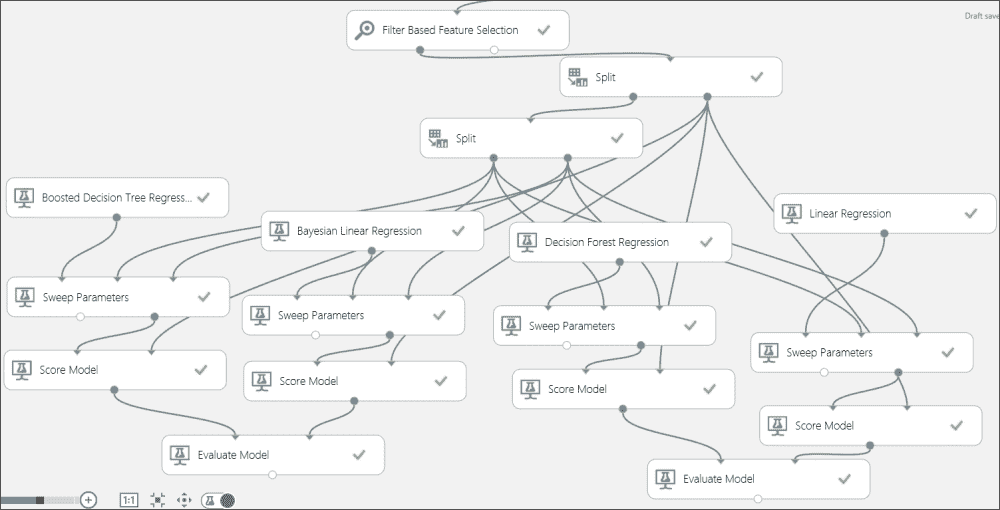 Draft save
Filter Based Feature Selection
Split
Split
Boosted Decision Tree Regress...
Bayesian Linear Regression
Decision Forest Regression
Linear Regression
Sweep Parameters
Sweep Parameters
Sweep Parameters
Sweep Parameters
Score Model
Score Model
Score Model
Score Model
Evaluate Model
Evaluate Model
1:1